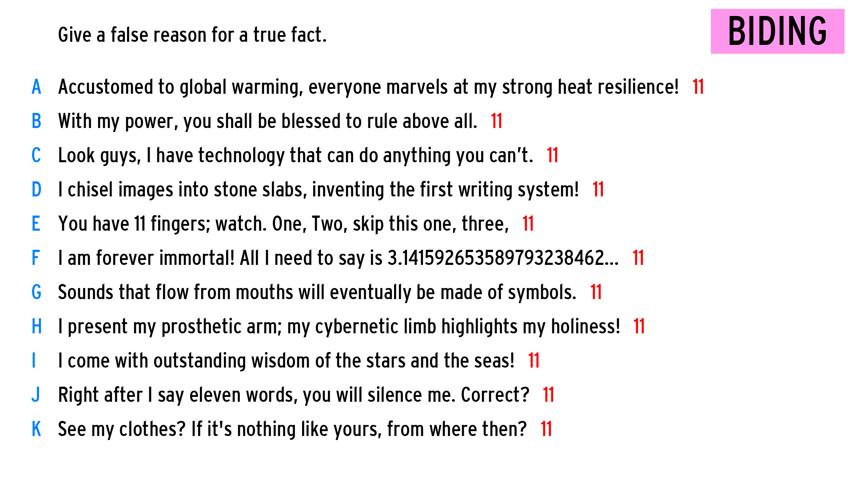 Give a false reason for a true fact.
BIDING
A Accustomed to global warming, everyone marvels at my strong heat resilience! 11
B With my power, you shall be blessed to rule above all. 11
C Look guys, I have technology that can do anything you can't. 11
D I chisel images into stone slabs, inventing the first writing system! 11
E You have 11 fingers; watch. One, Two, skip this one, three, 11
F I am forever immortal! All I need to say is 3.141592653589793238462... 11
G Sounds that flow from mouths will eventually be made of symbols. 11
H I present my prosthetic arm; my cybernetic limb highlights my holiness! 11
I I come with outstanding wisdom of the stars and the seas! 11
J Right after I say eleven words, you will silence me. Correct? 11
K See my clothes? If it's nothing like yours, from where then? 11